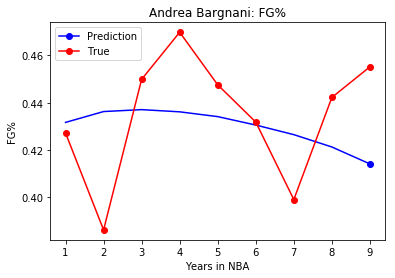 Andrea Bargnani: FG%
Prediction
True
FG%
0.46
0.44
0.42
0.40
1 2 3 4 5 6 7 8 9
Years in NBA